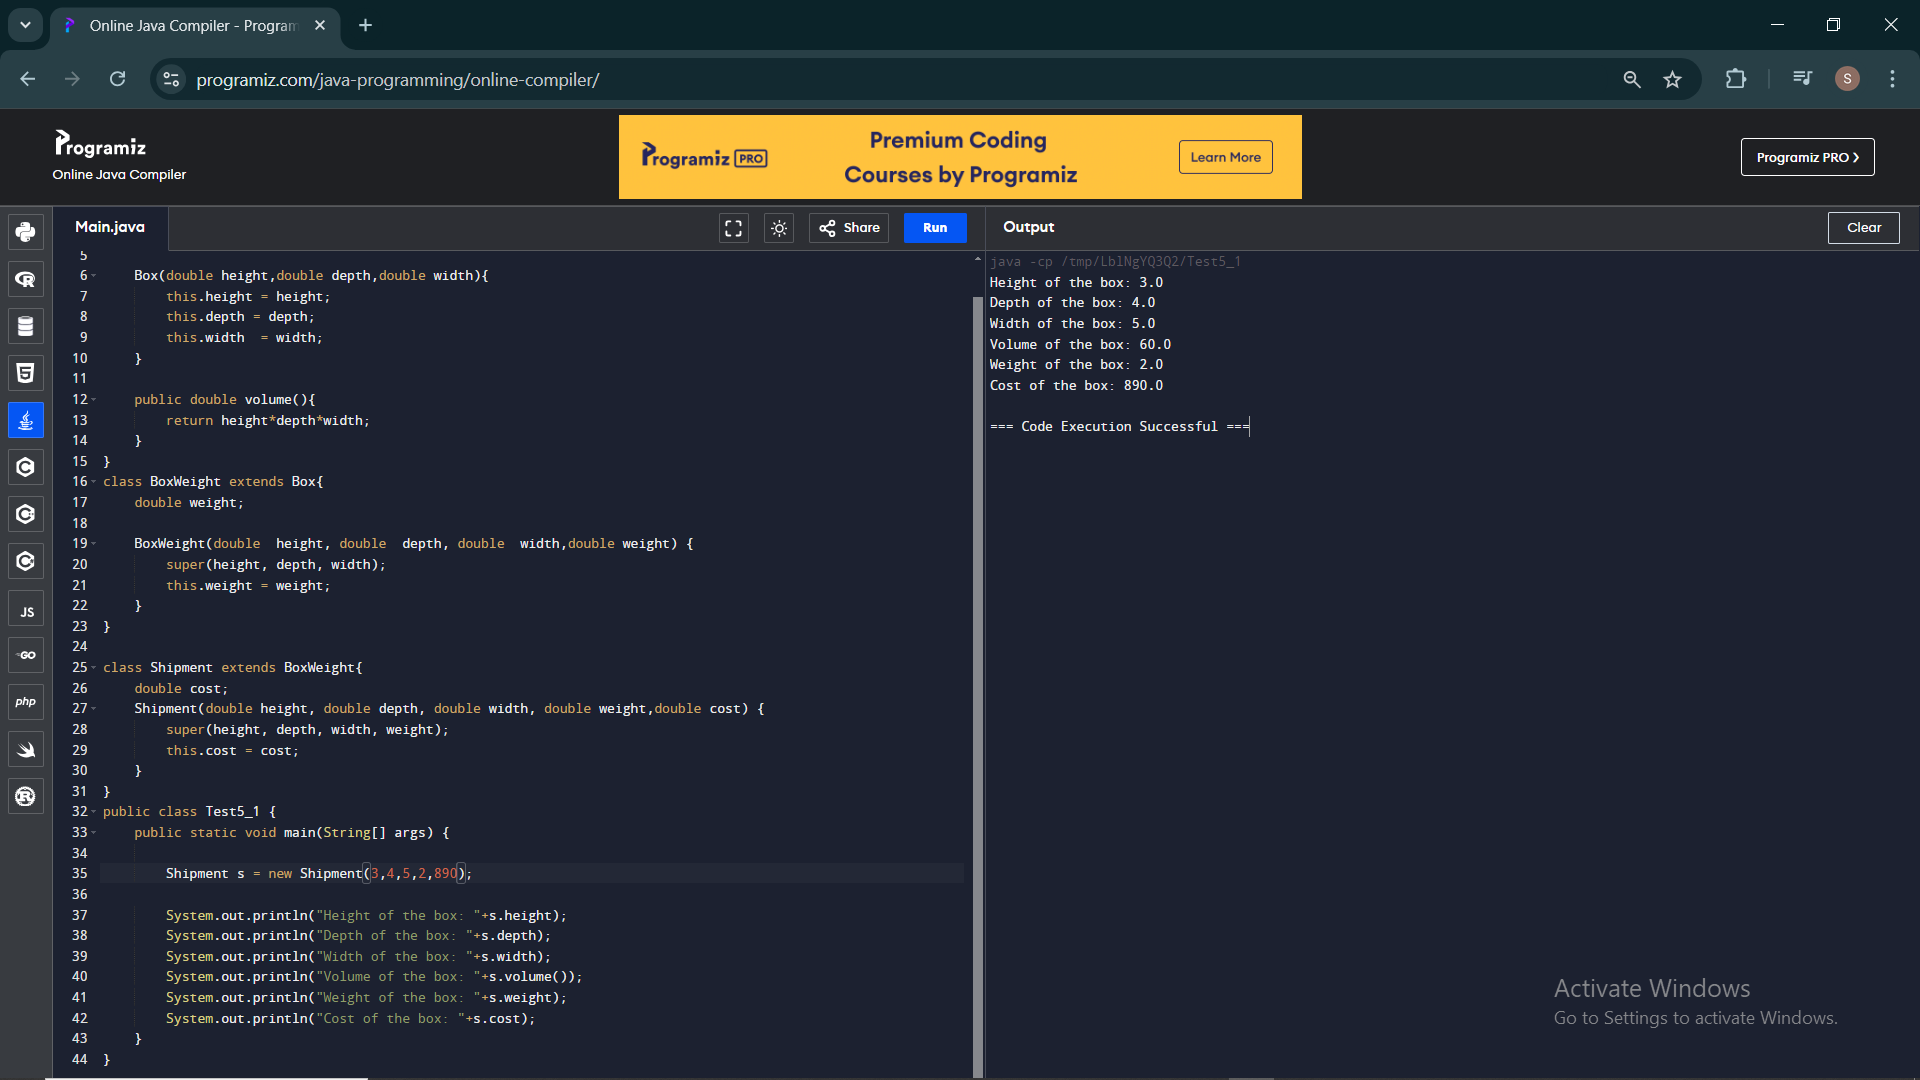 Online Java Compiler - Program
programiz.com/java-programming/online-compiler/
S
Programiz
Online Java Compiler
Programiz PRO
Premium Coding
Courses by Programiz
Learn More
Programiz PRO ❯
Main.java
Share
Run
Output
Clear
JS
GO
php
5
6 Box(double height,double depth,double width){
7 this.height = height;
8 this.depth = depth;
9 this.width  = width;
10 }
11
12 public double volume(){
13 return height*depth*width;
14 }
15 }
16 class BoxWeight extends Box{
17 double weight;
18
19 BoxWeight(double  height, double  depth, double  width,double weight) {
20 super(height, depth, width);
21 this.weight = weight;
22 }
23 }
24
25 class Shipment extends BoxWeight{
26 double cost;
27 Shipment(double height, double depth, double width, double weight,double cost) {
28 super(height, depth, width, weight);
29 this.cost = cost;
30 }
31 }
32 public class Test5_1 {
33 public static void main(String[] args) {
34
35 Shipment s = new Shipment(3,4,5,2,890);
36
37 System.out.println("Height of the box: "+s.height);
38 System.out.println("Depth of the box: "+s.depth);
39 System.out.println("Width of the box: "+s.width);
40 System.out.println("Volume of the box: "+s.volume());
41 System.out.println("Weight of the box: "+s.weight);
42 System.out.println("Cost of the box: "+s.cost);
43 }
44 }
java -cp /tmp/LblNgYQ3Q2/Test5_1
Height of the box: 3.0
Depth of the box: 4.0
Width of the box: 5.0
Volume of the box: 60.0
Weight of the box: 2.0
Cost of the box: 890.0
=== Code Execution Successful ===
Activate Windows
Go to Settings to activate Windows.